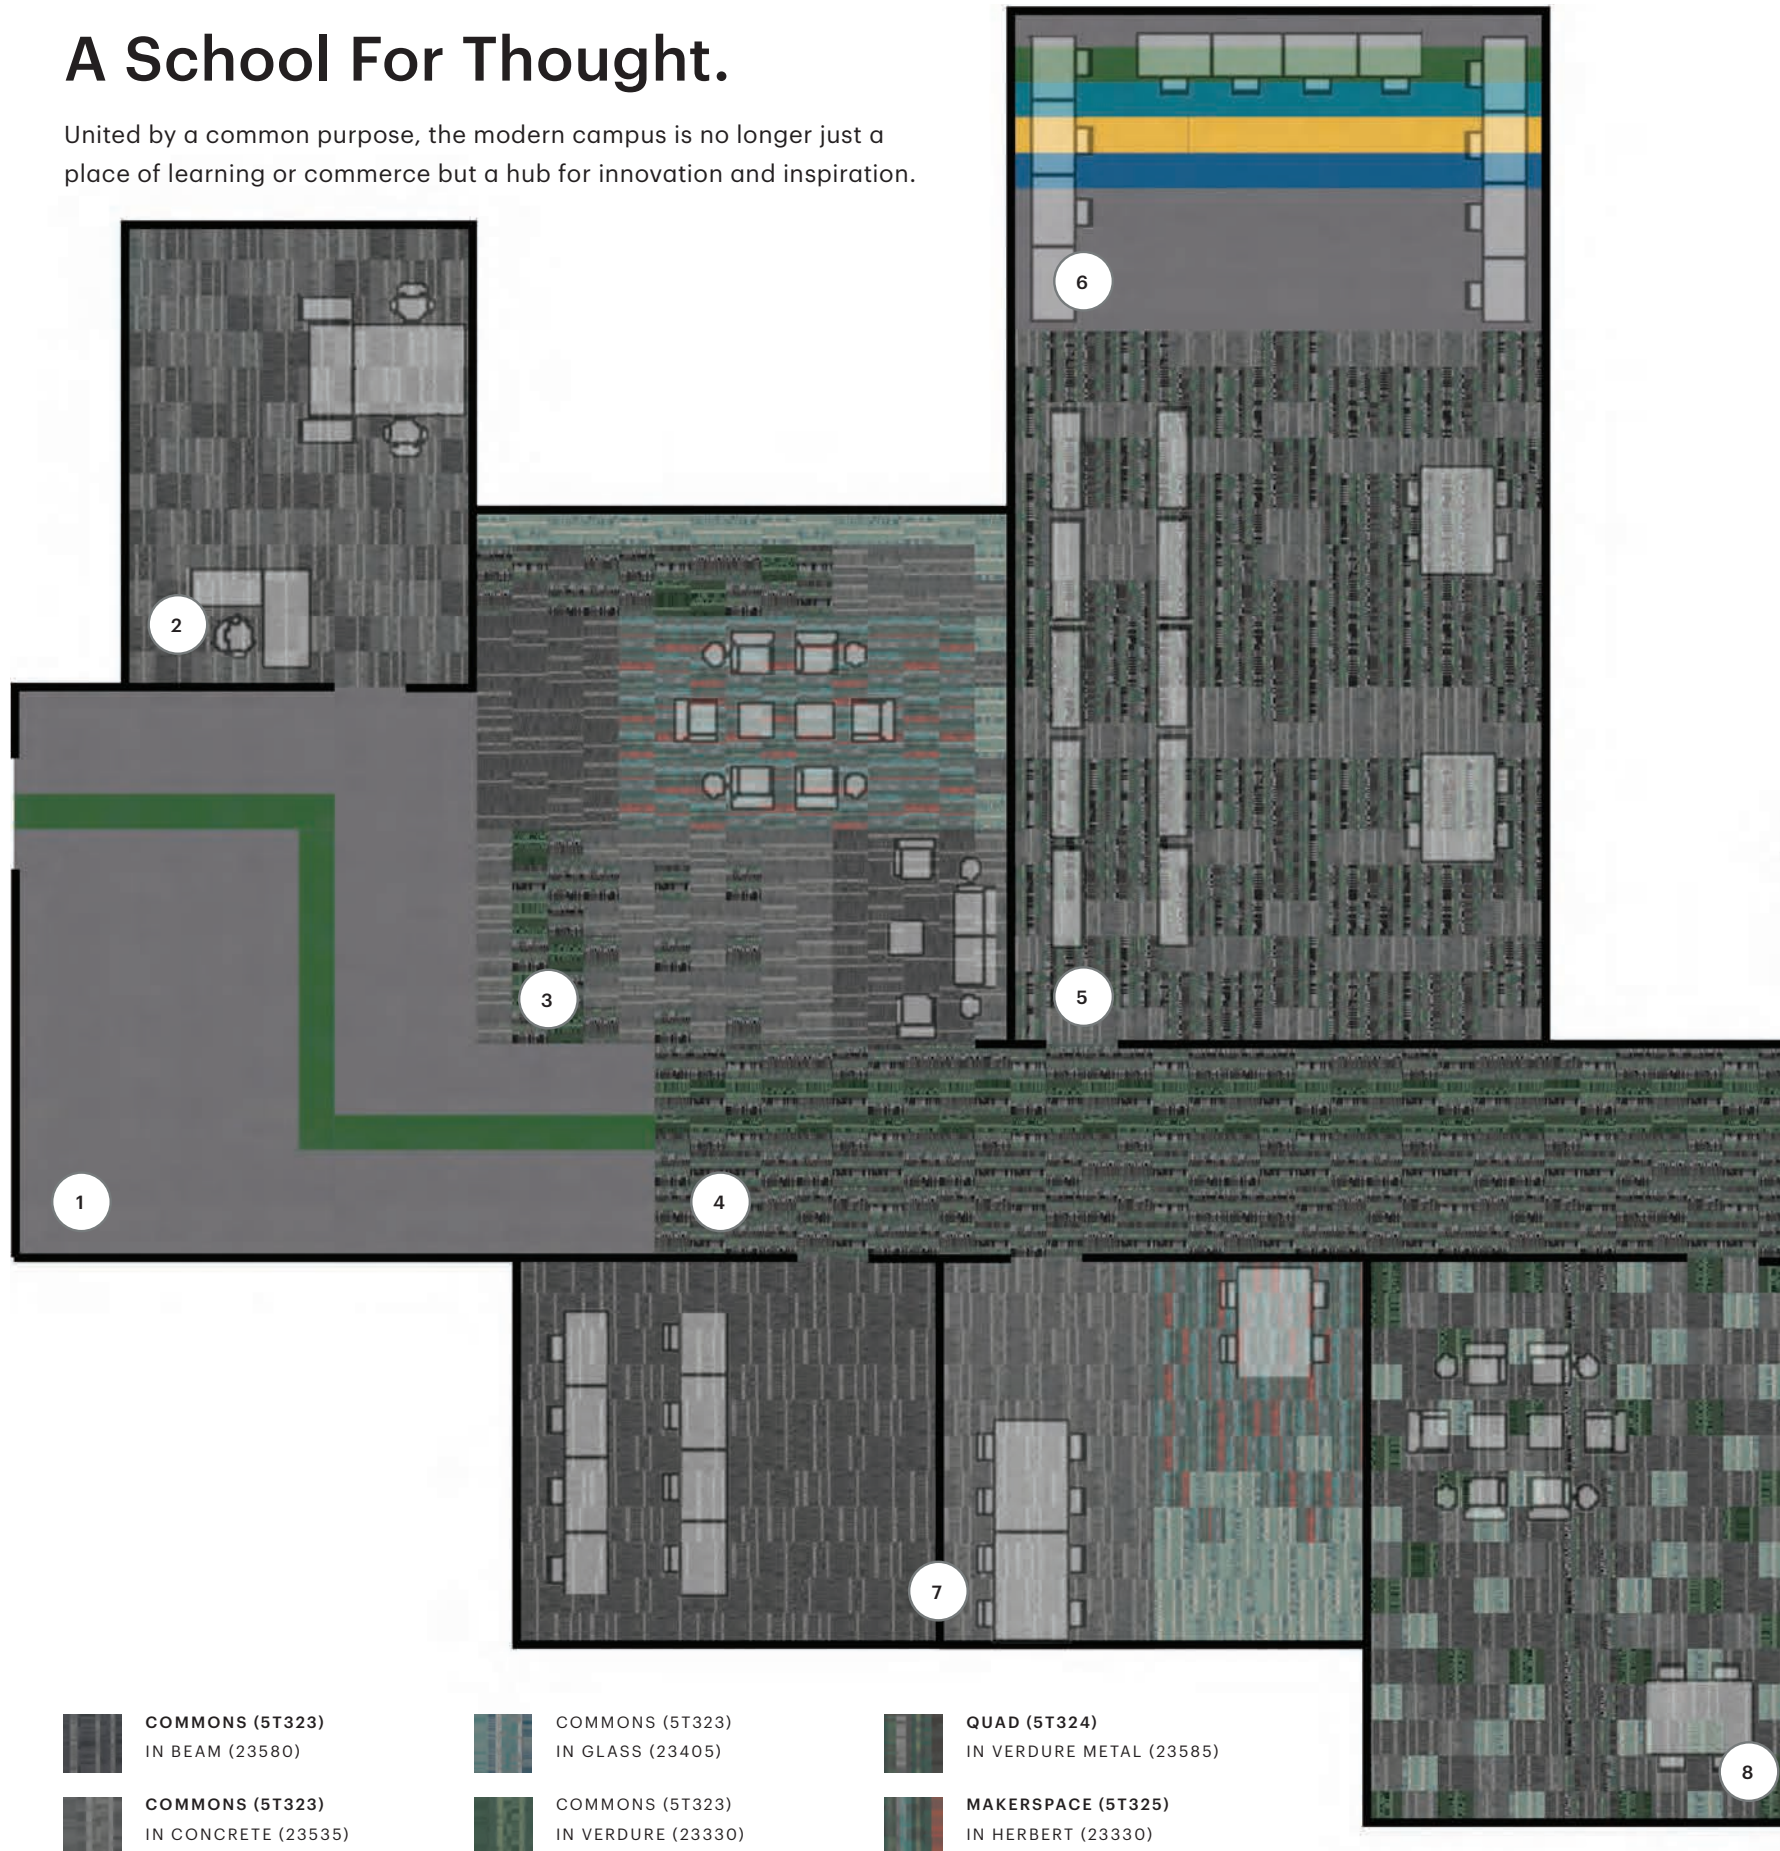 A School For Thought.
United by a common purpose, the modern campus is no longer just a
place of learning or commerce but a hub for innovation and inspiration.
6
2
3
5
1
4
7
8
COMMONS (5T323)
IN BEAM (23580)
COMMONS (5T323)
IN CONCRETE (23535)
COMMONS (5T323)
IN GLASS (23405)
COMMONS (5T323)
IN VERDURE (23330)
QUAD (5T324)
IN VERDURE METAL (23585)
MAKERSPACE (5T325)
IN HERBERT (23330)